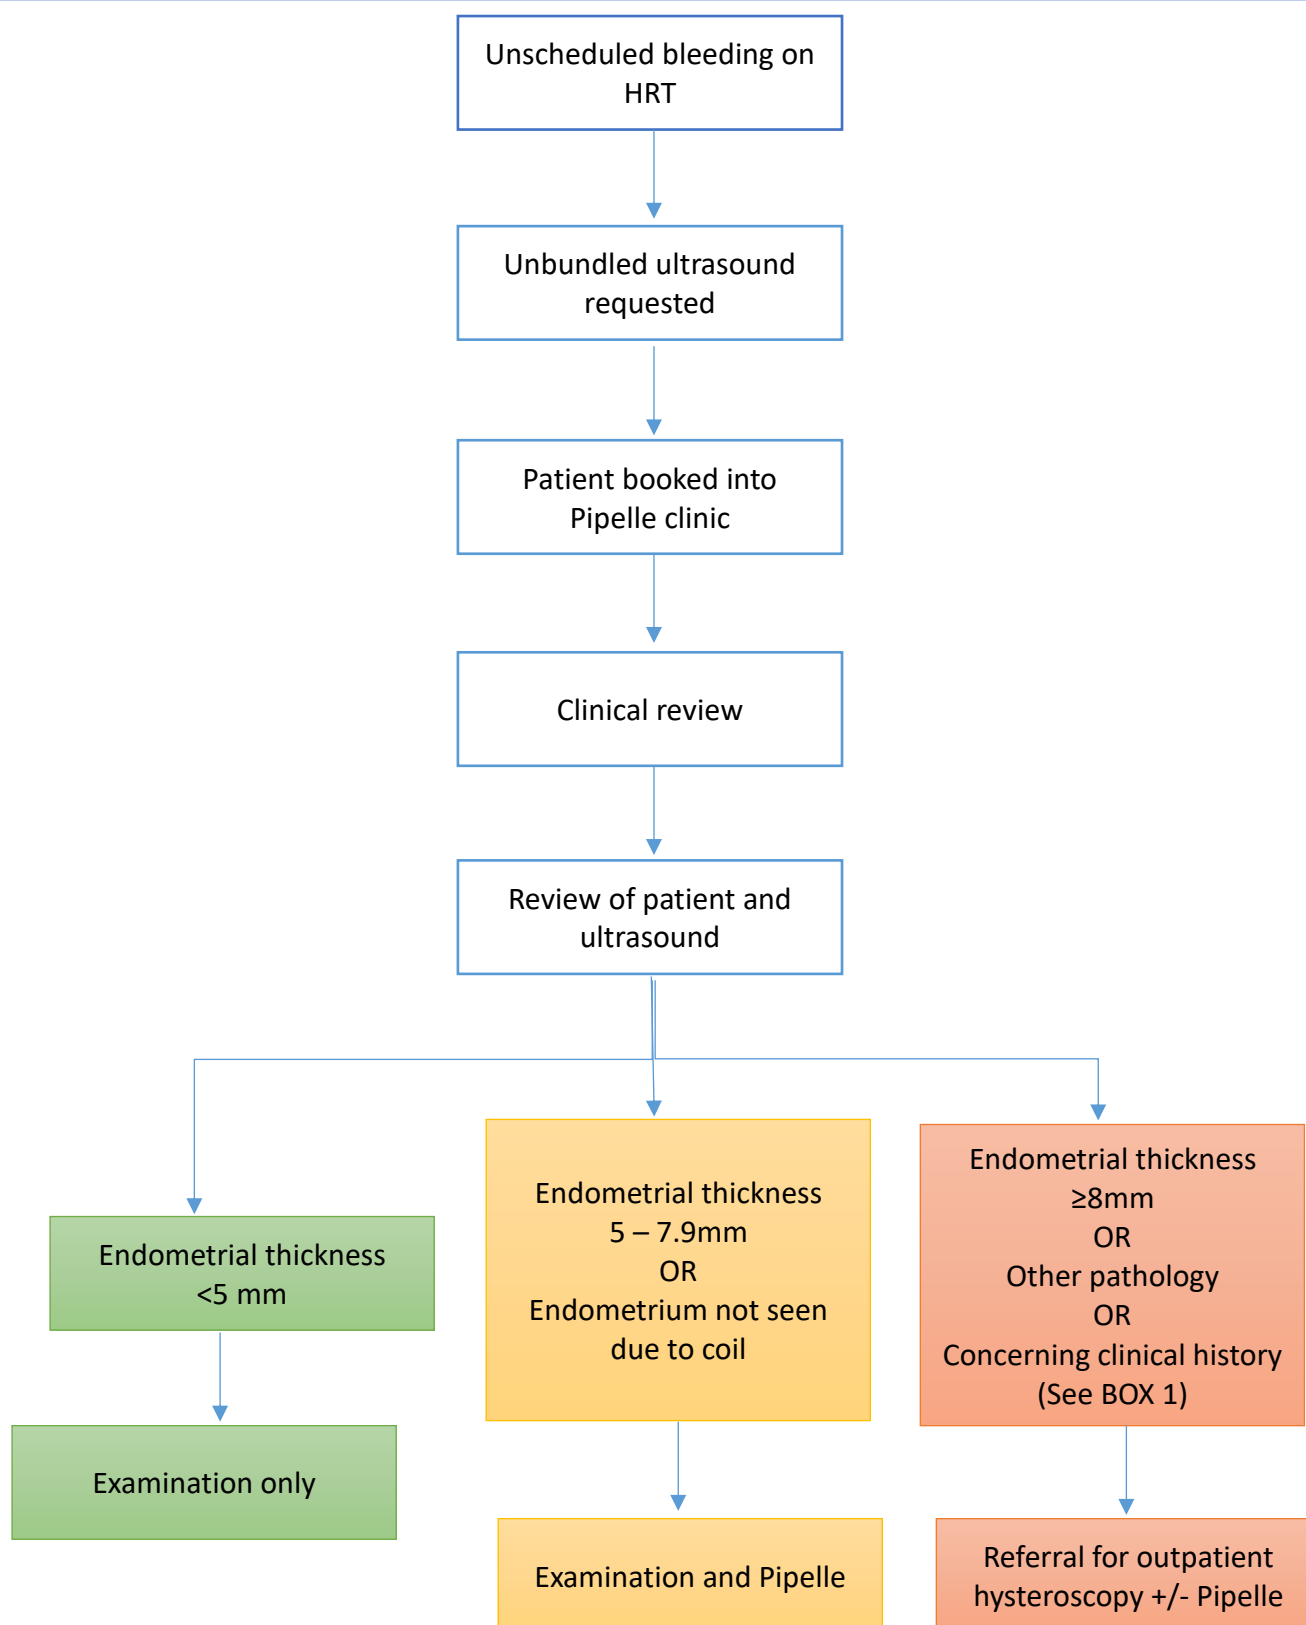 Unscheduled bleeding on
HRT
Unbundled ultrasound
requested
Patient booked into
Pipelle clinic
Clinical review
Review of patient and
ultrasound
Endometrial thickness
<5 mm
Examination only
Endometrial thickness
5 – 7.9mm
OR
Endometrium not seen
due to coil
Examination and Pipelle
Endometrial thickness
≥8mm
OR
Other pathology
OR
Concerning clinical history
(See BOX 1)
Referral for outpatient
hysteroscopy +/- Pipelle